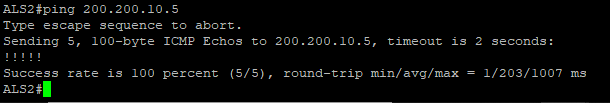 ALS2#ping 200.200.10.5
Type escape sequence to abort.
Sending 5, 100-byte ICMP Echos to 200.200.10.5, timeout is 2 seconds:
!!!!!
Success rate is 100 percent (5/5), round-trip min/avg/max = 1/203/1007 ms
ALS2#